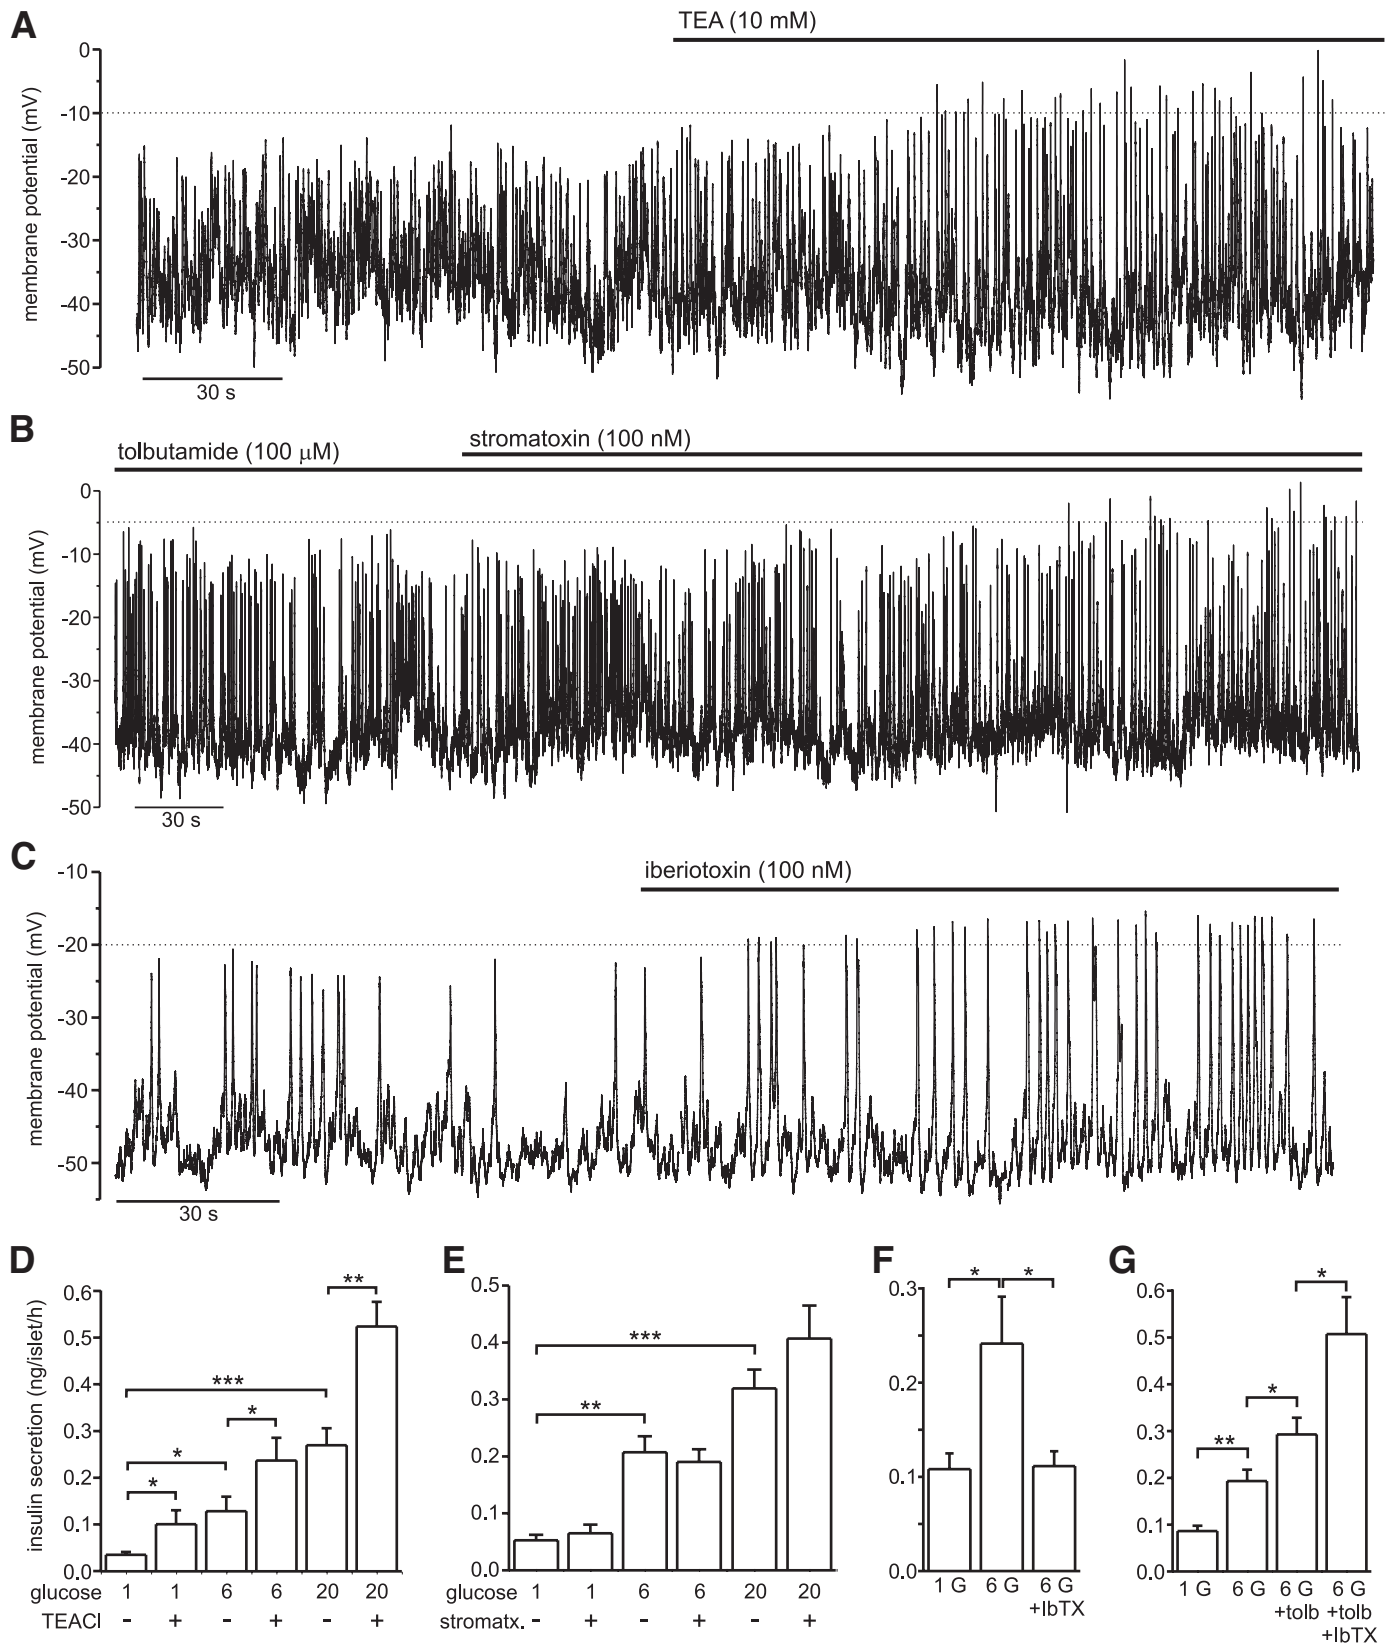 A
TEA (10 mM)
0
-10
-20
-30
-40
-50
membrane potential (mV)
30 s
B
tolbutamide (100 μM)
stromatoxin (100 nM)
0
-10
-20
-30
-40
-50
membrane potential (mV)
30 s
C
iberiotoxin (100 nM)
-10
-20
-30
-40
-50
membrane potential (mV)
30 s
D
insulin secretion (ng/islet/h)
0.6
0.5
0.4
0.3
0.2
0.1
0.0
**
***
*
*
*
glucose 1 1 6 6 20 20
TEACl - + - + - +
E
0.5
0.4
0.3
0.2
0.1
0.0
***
**
glucose 1 1 6 6 20 20
stromatx. - + - + - +
F
0.3
0.2
0.1
0.0
* *
1 G 6 G 6 G
+IbTX
G
0.6
0.5
0.4
0.3
0.2
0.1
0.0
*
*
**
1 G 6 G 6 G 6 G
+tolb +tolb
+IbTX